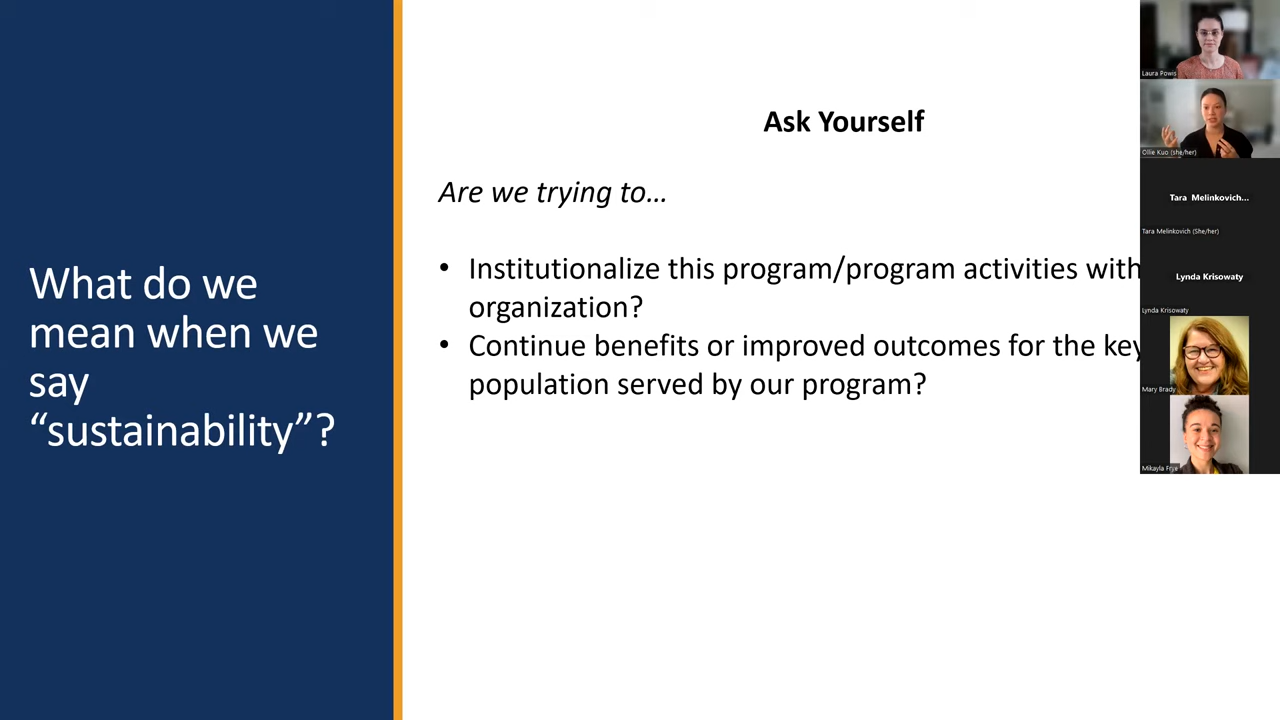 What do we
mean when we
say
“sustainability”?
Ask Yourself
Are we trying to…
• Institutionalize this program/program activities with
organization?
• Continue benefits or improved outcomes for the key
population served by our program?
Laura Powis
Ollie Kuo (she/her)
Tara Melinkovich...
Tara Melinkovich (She/her)
Lynda Krisowaty
Lynda Krisowaty
Mary Brady
Mikayla Frye